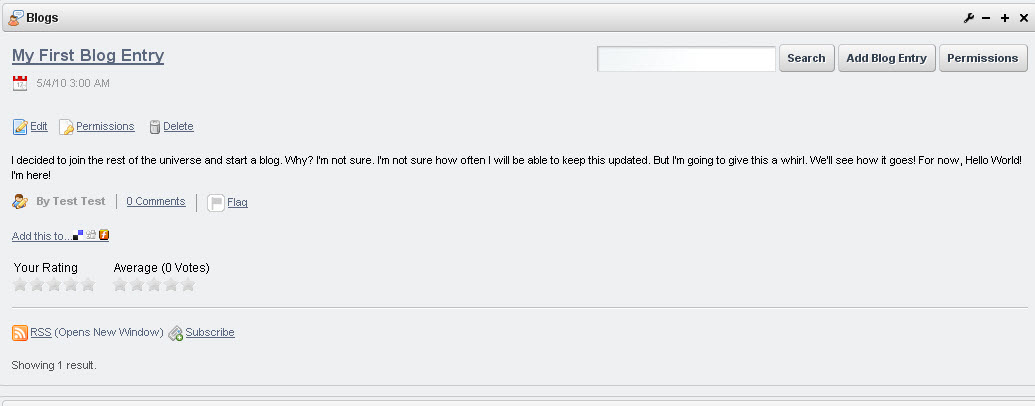 Blogs
My First Blog Entry
Search Add Blog Entry Permissions
5/4/10 3:00 AM
Edit Permissions Delete
I decided to join the rest of the universe and start a blog. Why? I'm not sure. I'm not sure how often I will be able to keep this updated. But I'm going to give this a whirl. We'll see how it goes! For now, Hello World!
I'm here!
By Test Test 0 Comments Flag
Add this to...
Your Rating Average (0 Votes)
RSS (Opens New Window) Subscribe
Showing 1 result.